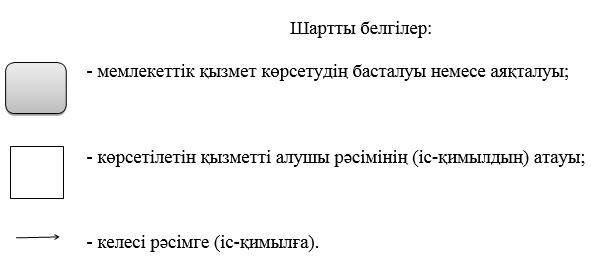 Шартты белгілер:
- мемлекеттік қызмет көрсетудің басталуы немесе аяқталуы;
- көрсетілетін қызметті алушы рәсімінің (іс-қимылдың) атауы;
- келесі рәсімге (іс-қимылға).